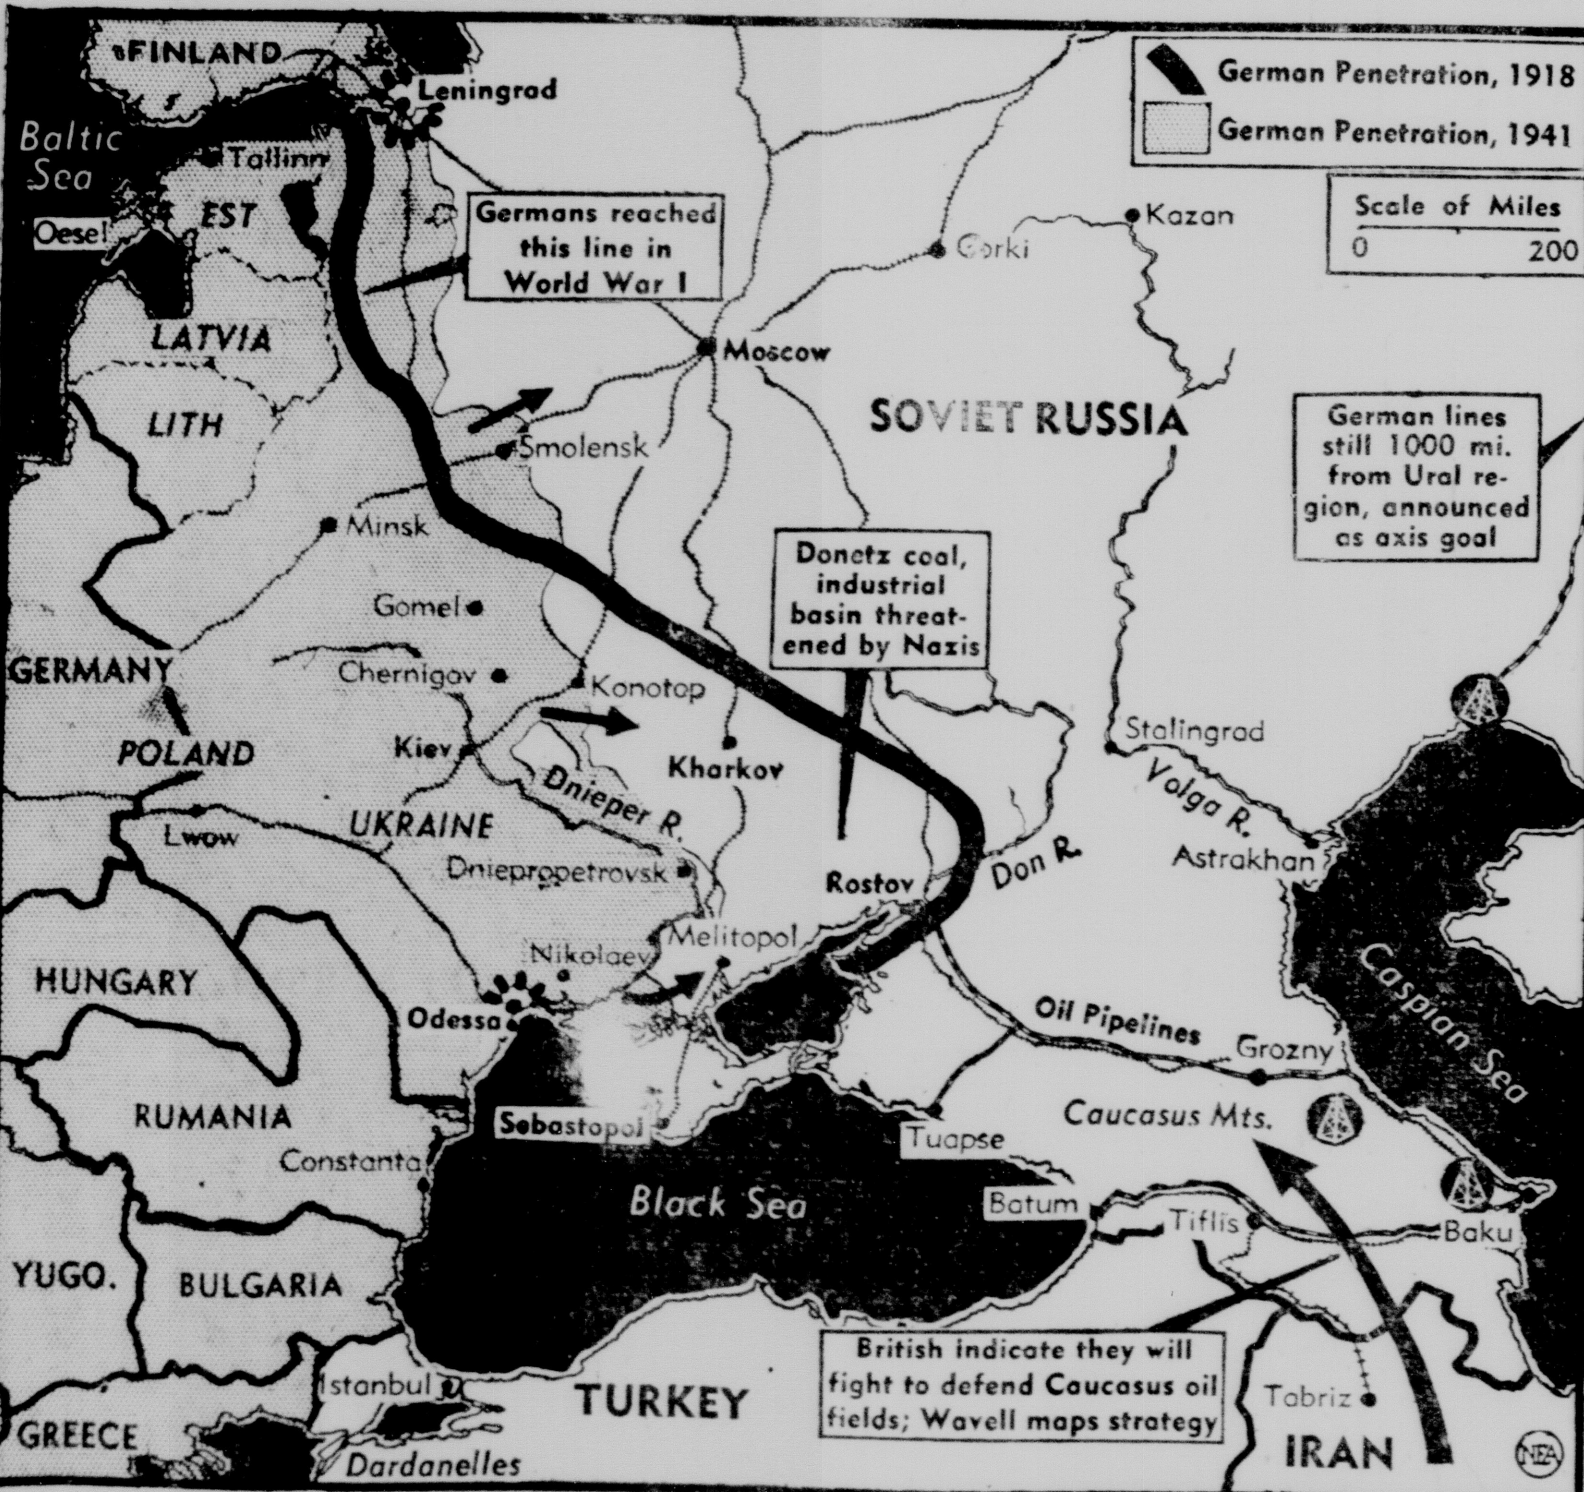 FINLAND
Leningrad
German Penetration, 1918
German Penetration, 1941
Baltic
Sea
Tallinn
Scale of Miles
0 200
EST
Oesel
Germans reached
this line in
World War I
Kazan
Gorki
LATVIA
Moscow
LITH
SOVIET RUSSIA
Smolensk
German lines
still 1000 mi.
from Ural re-
gion, announced
as axis goal
Minsk
Donetz coal,
industrial
basin threat-
ened by Nazis
Gomel
GERMANY
Chernigov
Konotop
Stalingrad
POLAND
Kiev
Kharkov
Dnieper R.
Volga R.
Lwow
UKRAINE
Dniepropetrovsk
Rostov
Don R.
Astrakhan
HUNGARY
Nikolaev
Melitopol
Caspian Sea
Odessa
Oil Pipelines
Grozny
RUMANIA
Sebastopol
Caucasus Mts.
Tuapse
Constanta
Black Sea
Batum
Tiflis
Baku
YUGO.
BULGARIA
British indicate they will
fight to defend Caucasus oil
fields; Wavell maps strategy
Istanbul
TURKEY
Tabriz
GREECE
Dardanelles
IRAN
NEA